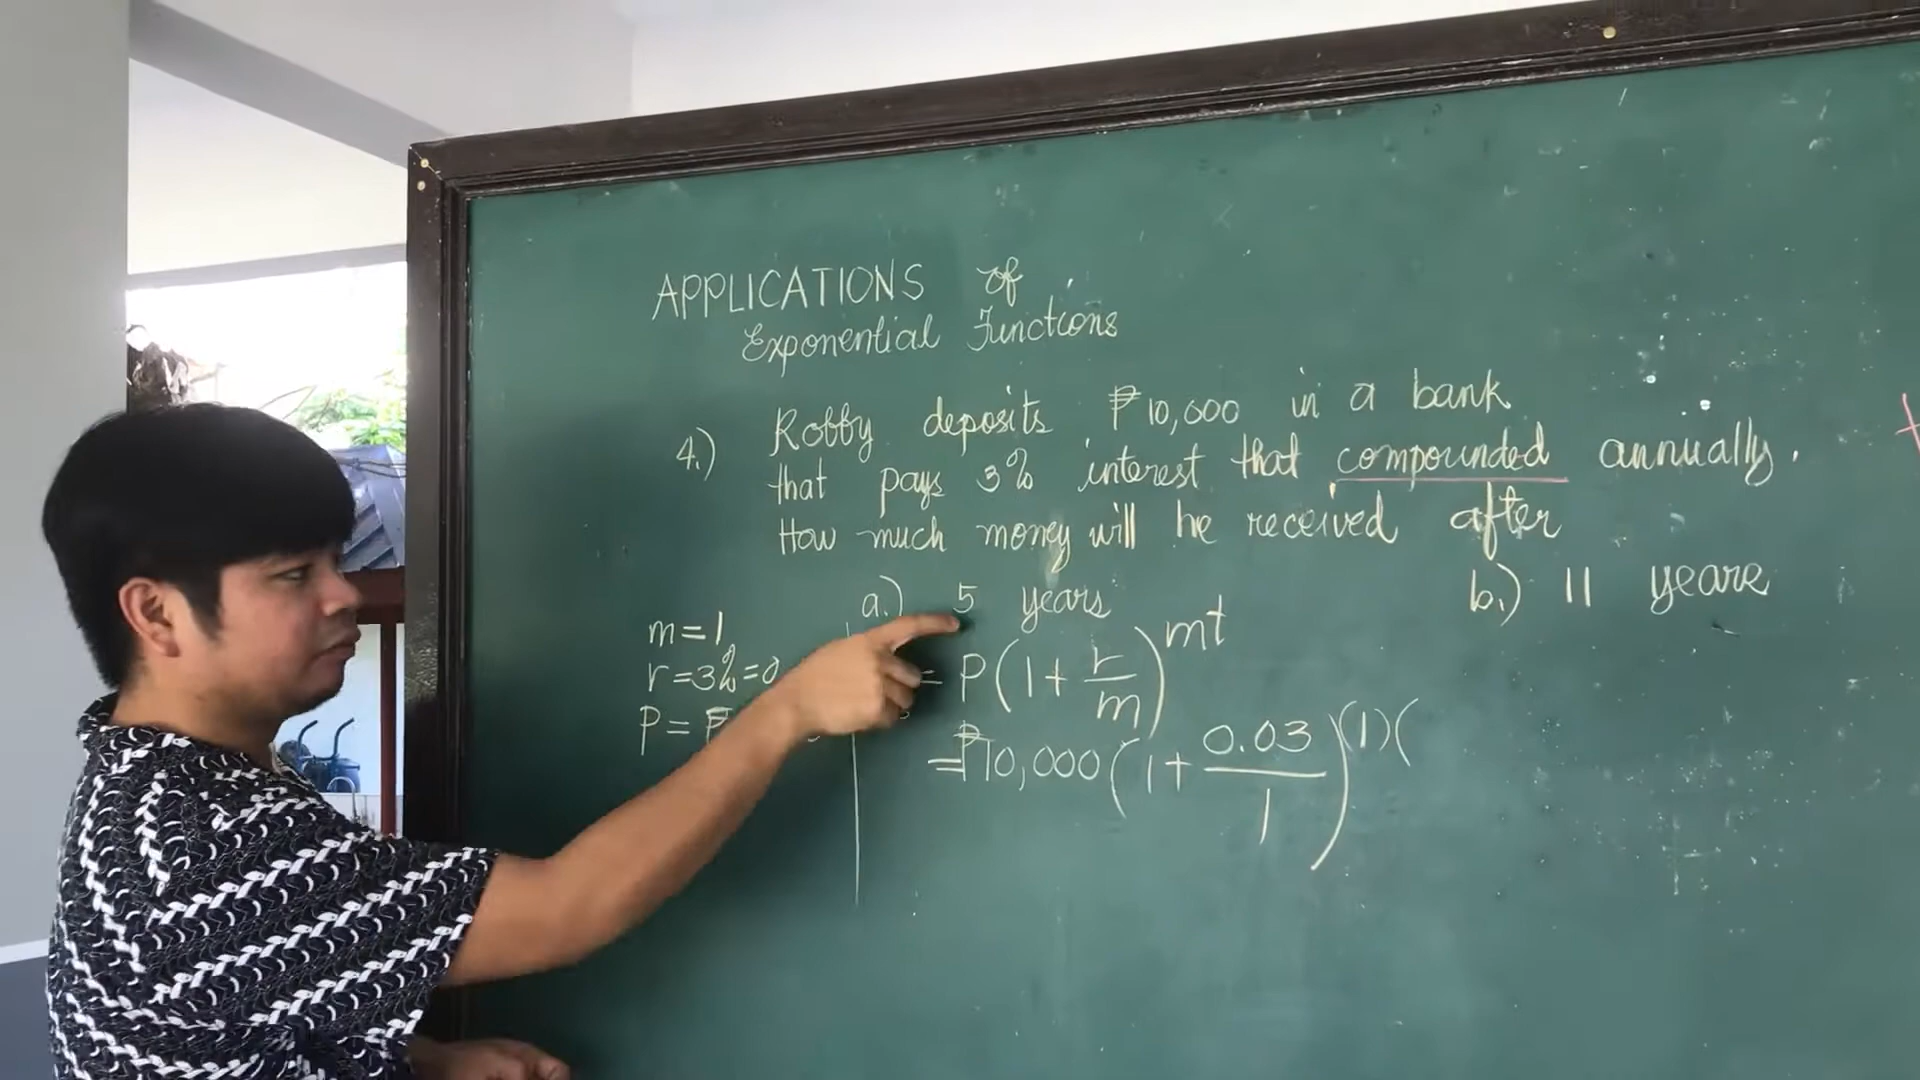 APPLICATIONS of
Exponential Functions
4.) Robby deposits ₱10,000 in a bank
that pays 3% interest that compounded annually.
How much money will he received after
a.) 5 years
b.) 11 years
m=1
r=3%=0
P=₱
= P(1+r/m)^mt
=₱10,000(1+0.03/1)^(1)(